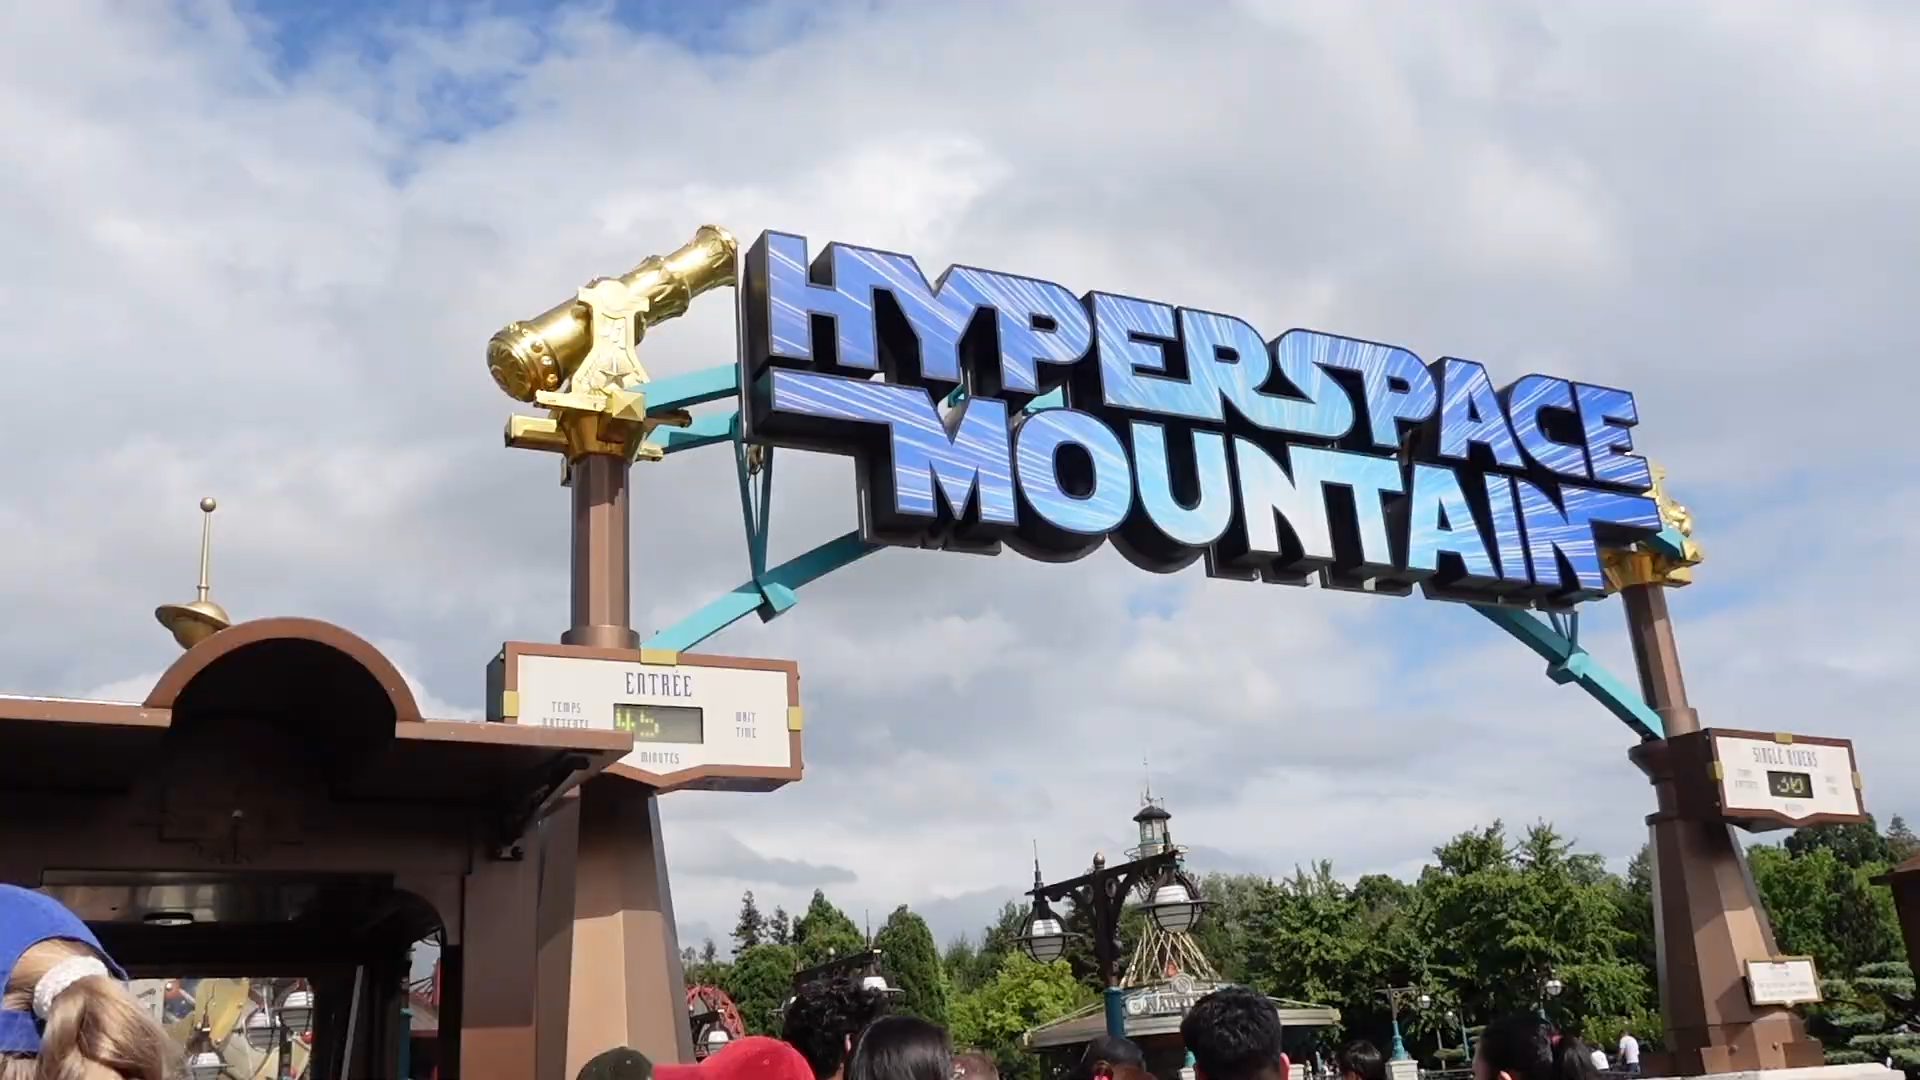 HYPERSPACE
MOUNTAIN
ENTRÉE
TEMPS
D'ATTENTE
45
WAIT
TIME
MINUTES
SINGLE RIDERS
30